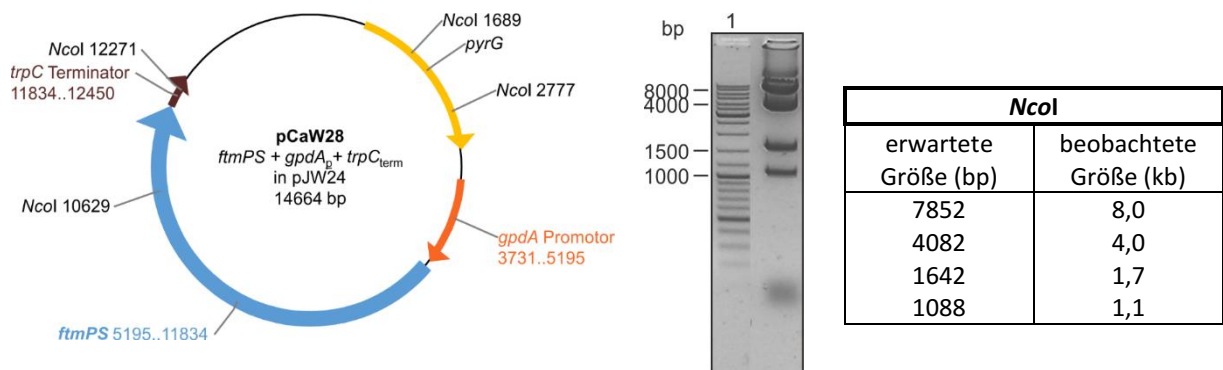 NcoI 1689
pyrG
NcoI 12271
trpC Terminator
11834..12450
NcoI 2777
pCaW28
ftmPS + gpdAp + trpCterm
in pJW24
14664 bp
NcoI 10629
gpdA Promotor
3731..5195
ftmPS 5195..11834
bp
1
8000
4000
1500
1000
NcoI
erwartete
Größe (bp)
beobachtete
Größe (kb)
7852
8,0
4082
4,0
1642
1,7
1088
1,1